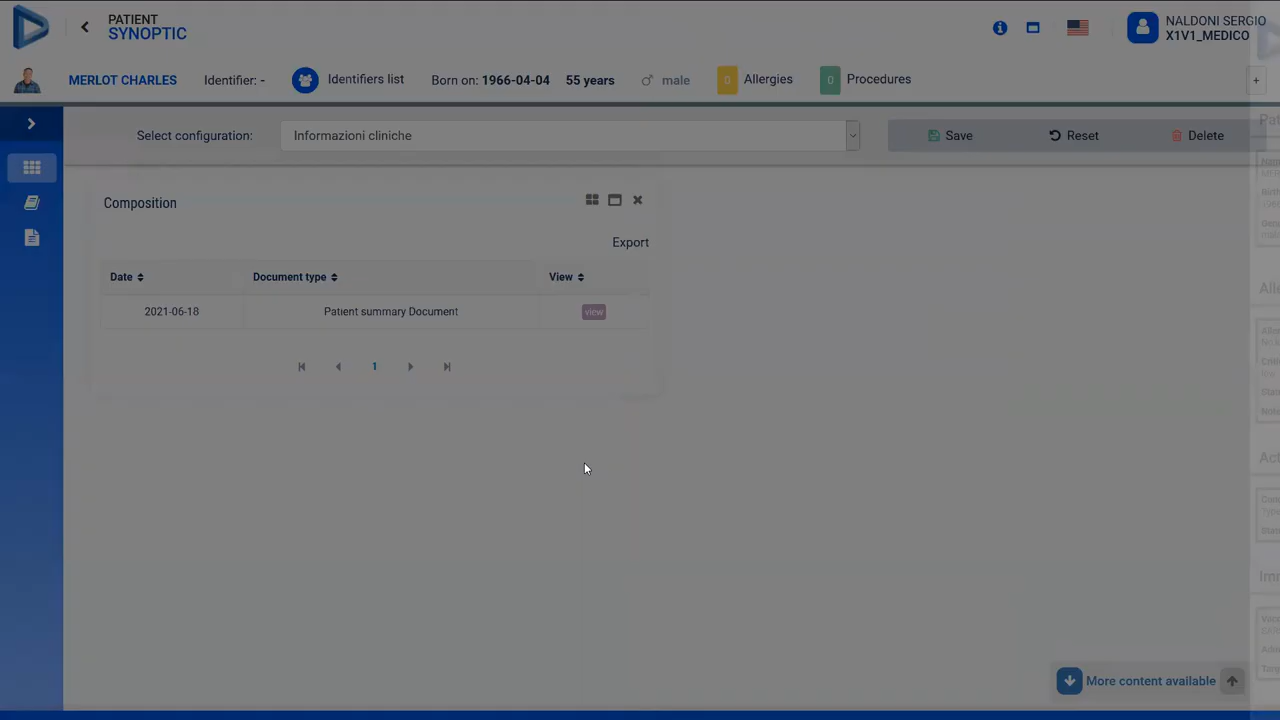 PATIENT
SYNOPTIC
NALDONI SERGIO
X1V1_MEDICO
MERLOT CHARLES
Identifier: -
Identifiers list
Born on: 1966-04-04
55 years
male
0 Allergies
0 Procedures
+
Select configuration:
Informazioni cliniche
Save
Reset
Delete
Composition
Export
Date
Document type
View
2021-06-18
Patient summary Document
view
1
More content available